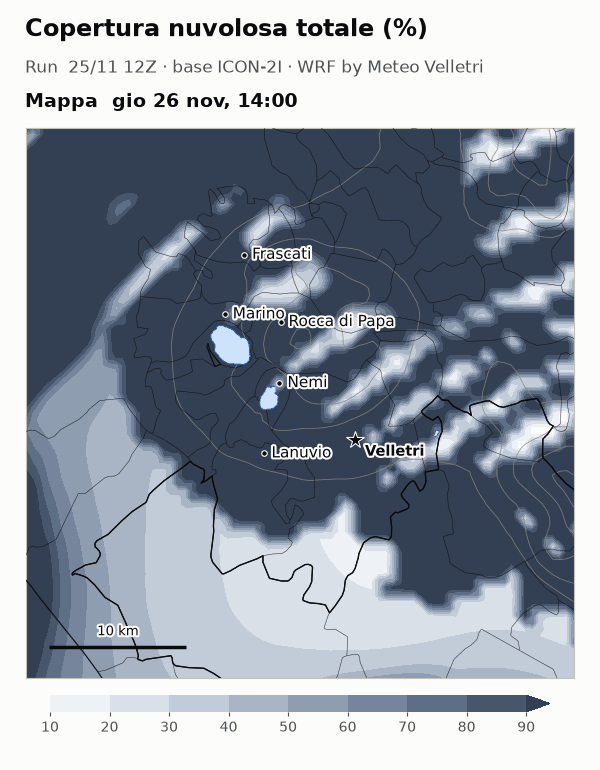 Copertura nuvolosa totale (%)
Run  25/11 12Z · base ICON-2I · WRF by Meteo Velletri
Mappa  gio 26 nov, 14:00
Frascati
Marino
Rocca di Papa
Nemi
Velletri
Lanuvio
10 km
10 20 30 40 50 60 70 80 90